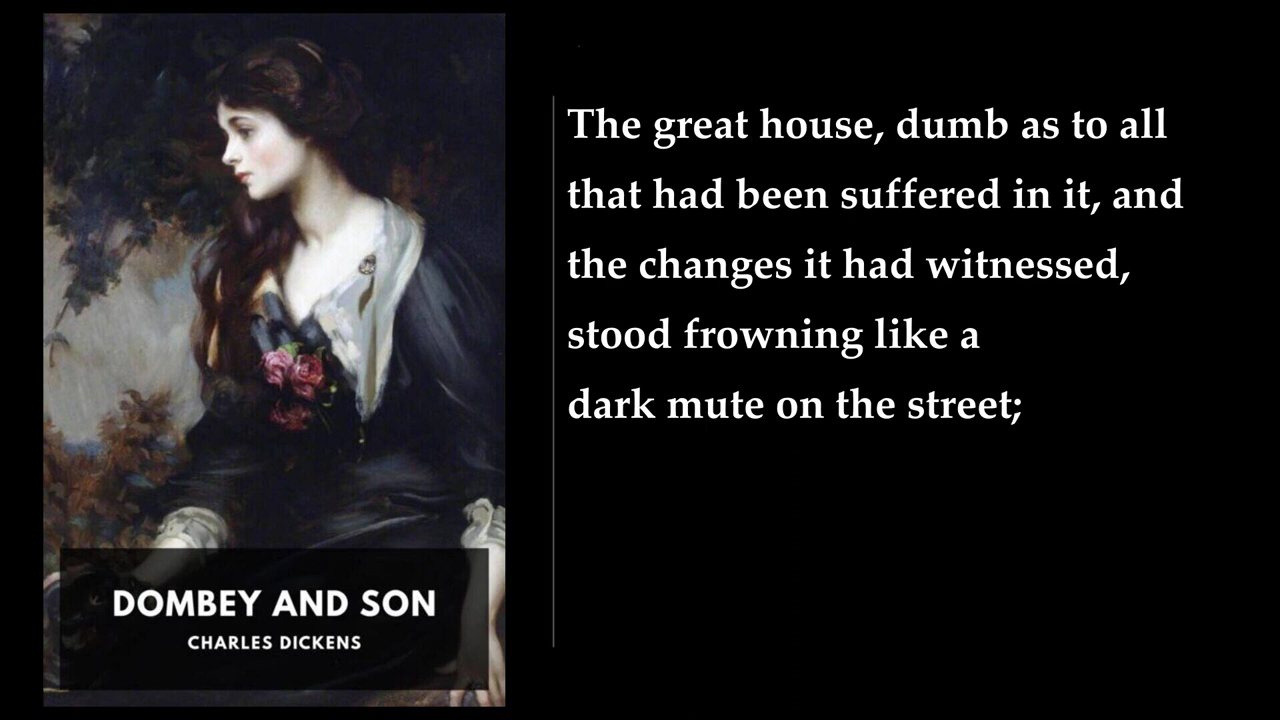 DOMBEY AND SON
CHARLES DICKENS
The great house, dumb as to all
that had been suffered in it, and
the changes it had witnessed,
stood frowning like a
dark mute on the street;